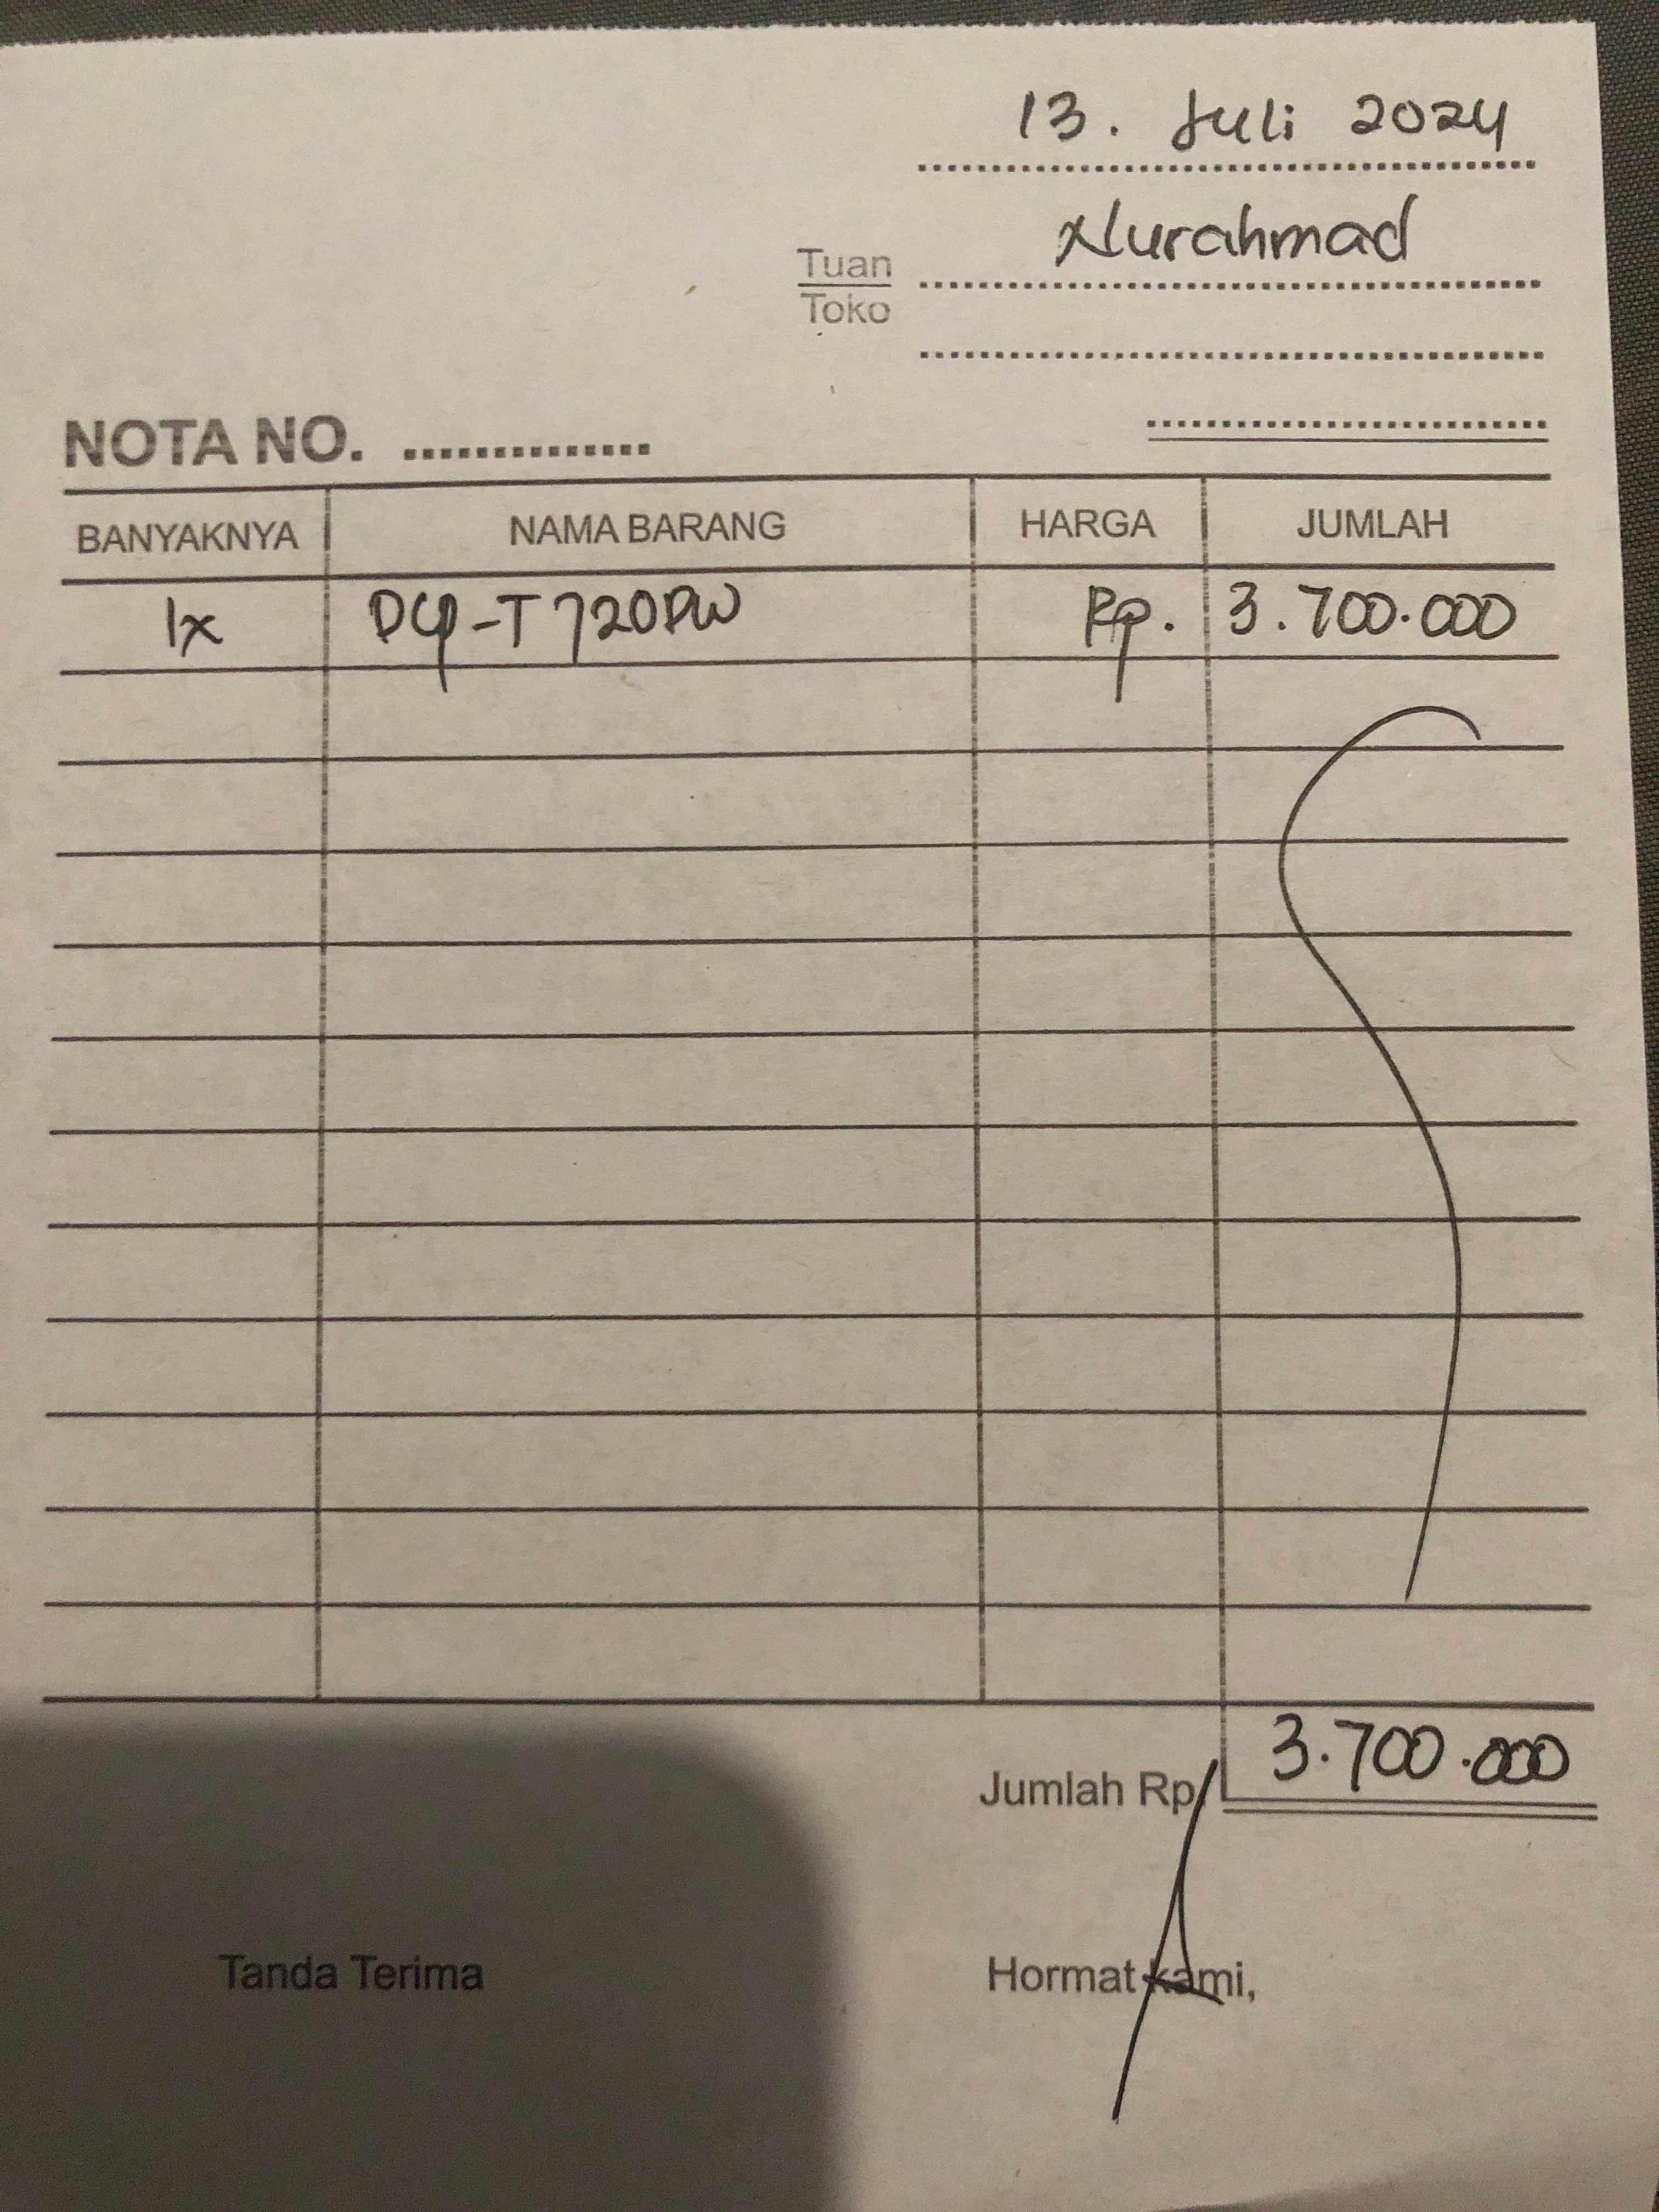 13. Juli 2024
Tuan
Toko
Nurahmad
NOTA NO. ..............
BANYAKNYA NAMA BARANG HARGA JUMLAH
1x DCP-T720DW Rp. 3.700.000
Jumlah Rp. 3.700.000
Tanda Terima Hormat kami,